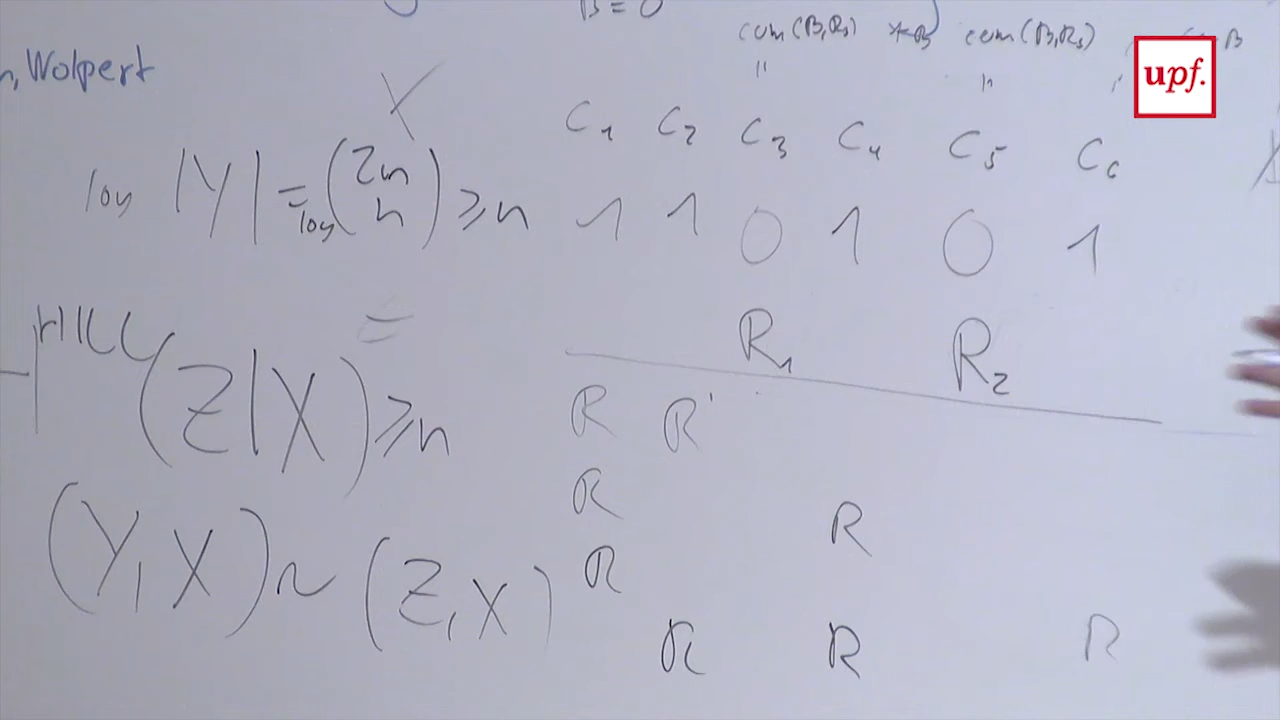 B = 0
com(B,R₁) com(B,R₂) B
n, Wolpert
" " "
upf.
X
C₁ C₂ C₃ C₄ C₅ C₆
log |Y| = log (2n n) ≥ n
1 1 0 1 0 1
=
HILL (Z|X) ≥ n
R₁ R₂
R R'
R R
R
(Y, X) ~ (Z, X)
R R R